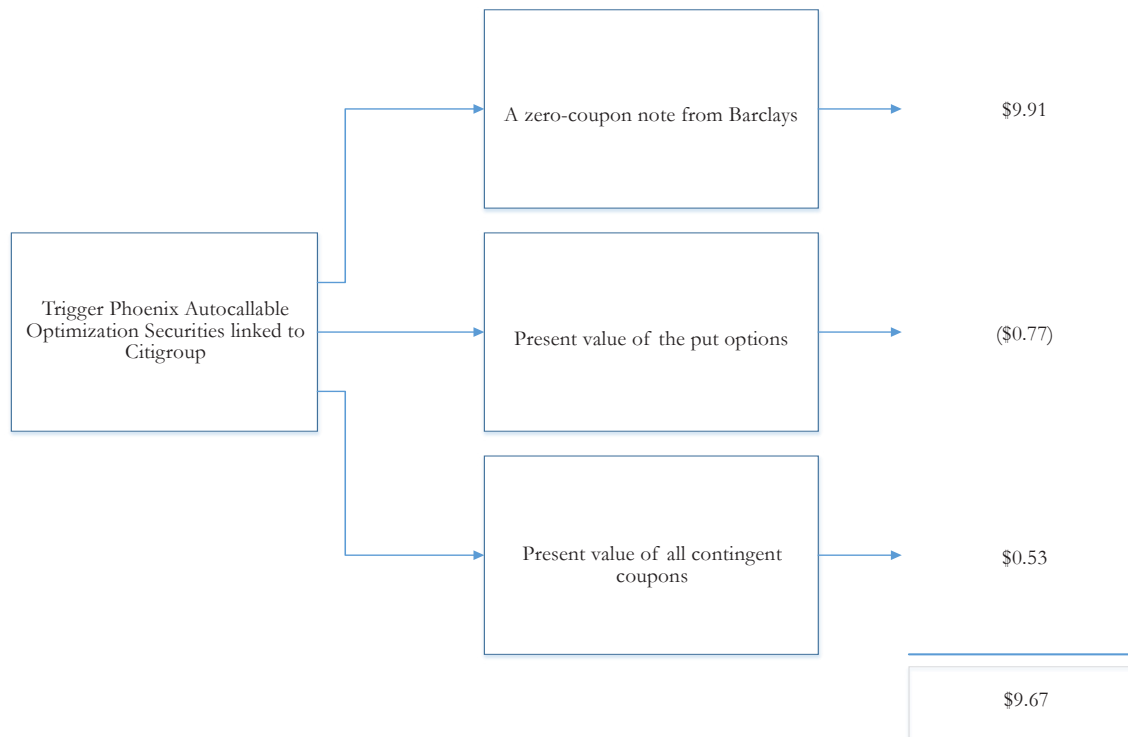 A zero-coupon note from Barclays
$9.91
Trigger Phoenix Autocallable
Optimization Securities linked to
Citigroup
Present value of the put options
($0.77)
Present value of all contingent
coupons
$0.53
$9.67